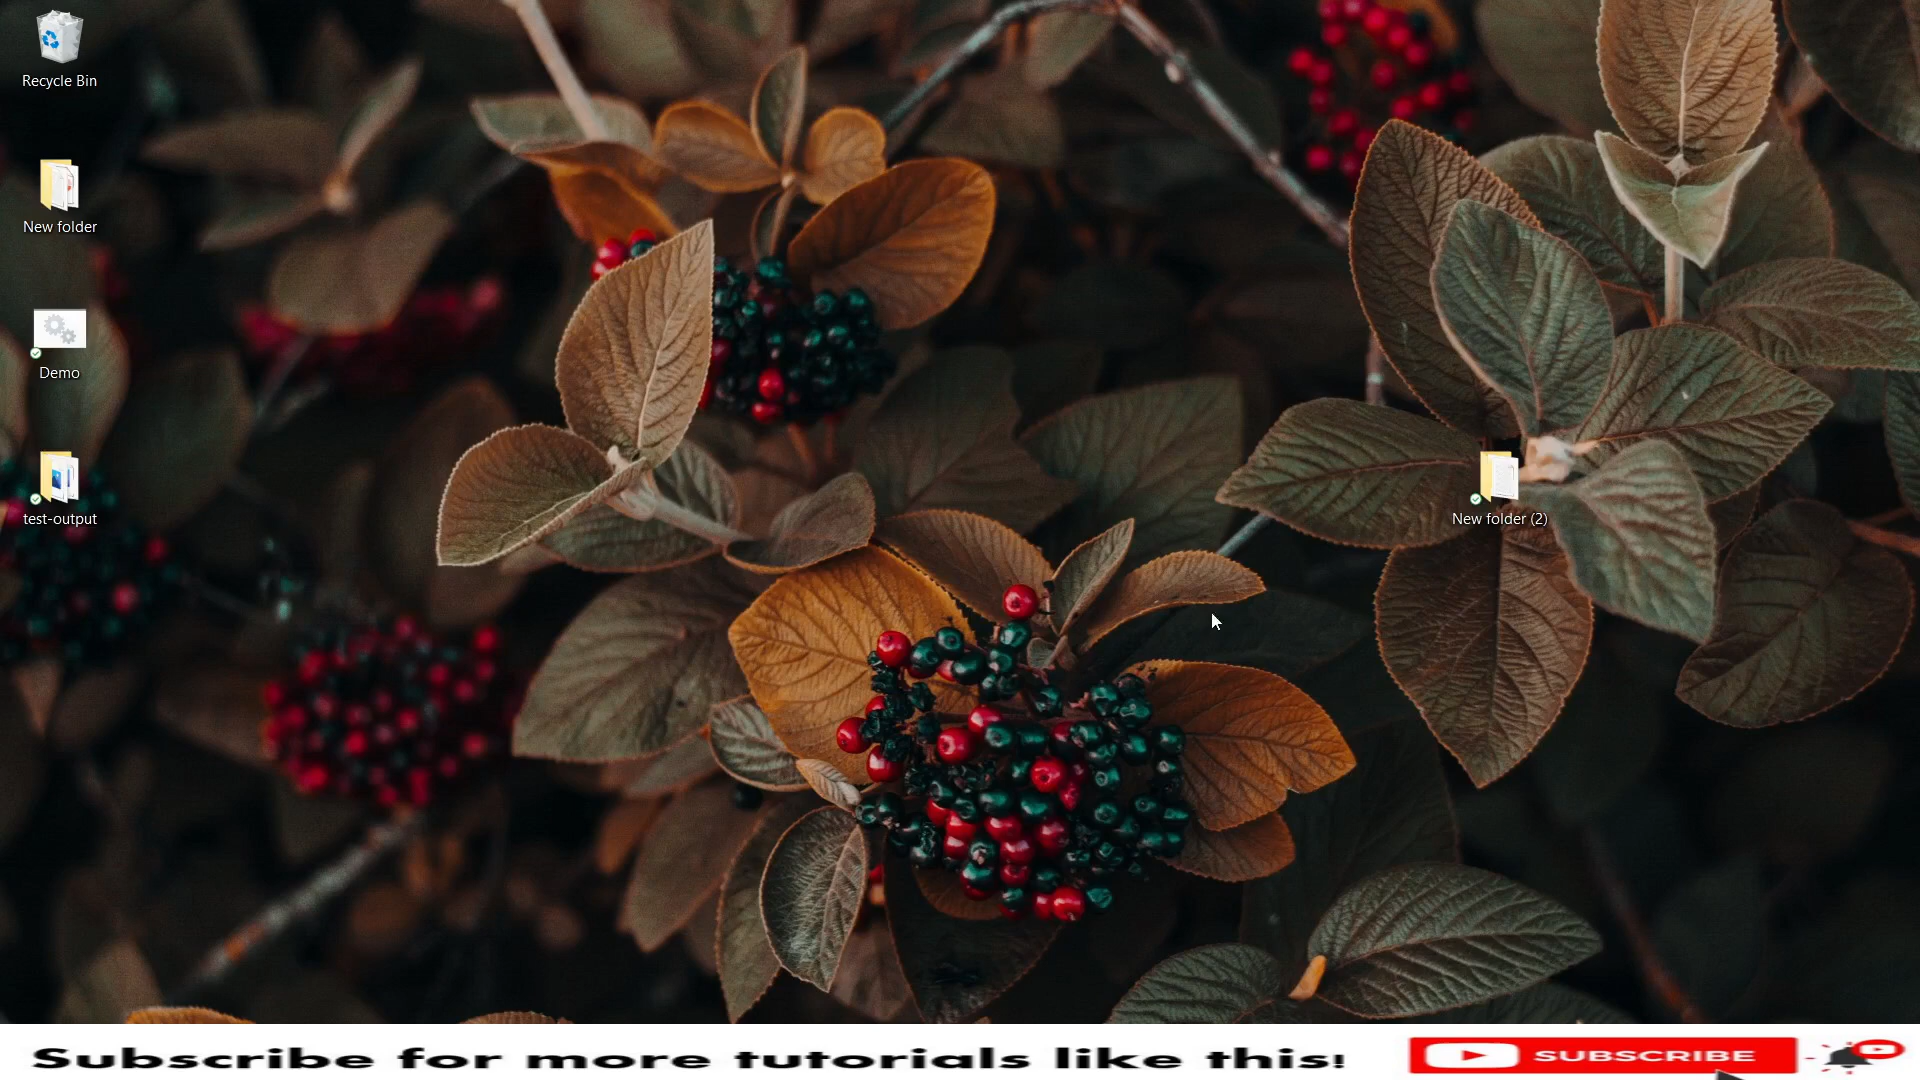 Recycle Bin
New folder
Demo
test-output
New folder (2)
Subscribe for more tutorials like this!
SUBSCRIBE